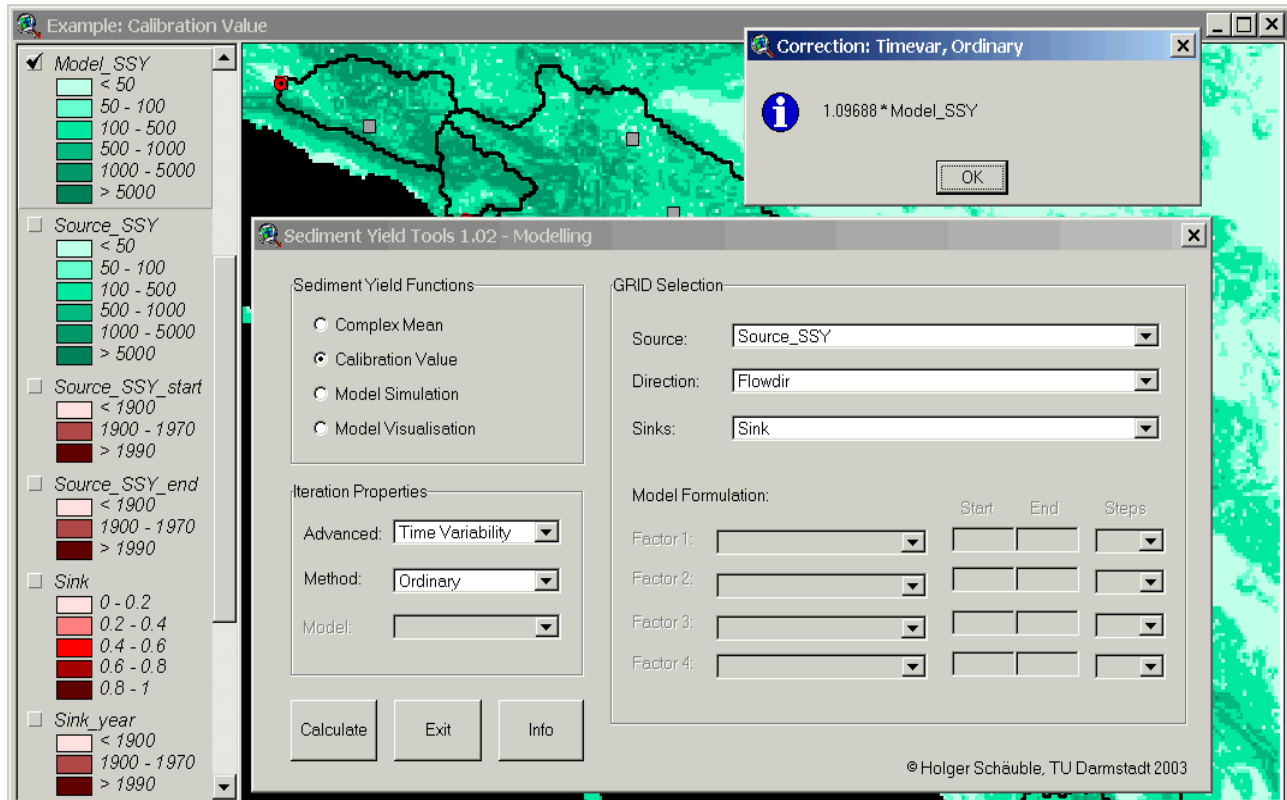 Example: Calibration Value
Model_SSY
< 50
50 - 100
100 - 500
500 - 1000
1000 - 5000
> 5000
Source_SSY
< 50
50 - 100
100 - 500
500 - 1000
1000 - 5000
> 5000
Source_SSY_start
< 1900
1900 - 1970
> 1990
Source_SSY_end
< 1900
1900 - 1970
> 1990
Sink
0 - 0.2
0.2 - 0.4
0.4 - 0.6
0.6 - 0.8
0.8 - 1
Sink_year
< 1900
1900 - 1970
> 1990
Correction: Timevar, Ordinary
1.09688 * Model_SSY
OK
Sediment Yield Tools 1.02 - Modelling
Sediment Yield Functions
Complex Mean
Calibration Value
Model Simulation
Model Visualisation
Iteration Properties
Advanced: Time Variability
Method: Ordinary
Model:
Calculate Exit Info
GRID Selection
Source: Source_SSY
Direction: Flowdir
Sinks: Sink
Model Formulation:
Start End Steps
Factor 1:
Factor 2:
Factor 3:
Factor 4:
© Holger Schäuble, TU Darmstadt 2003